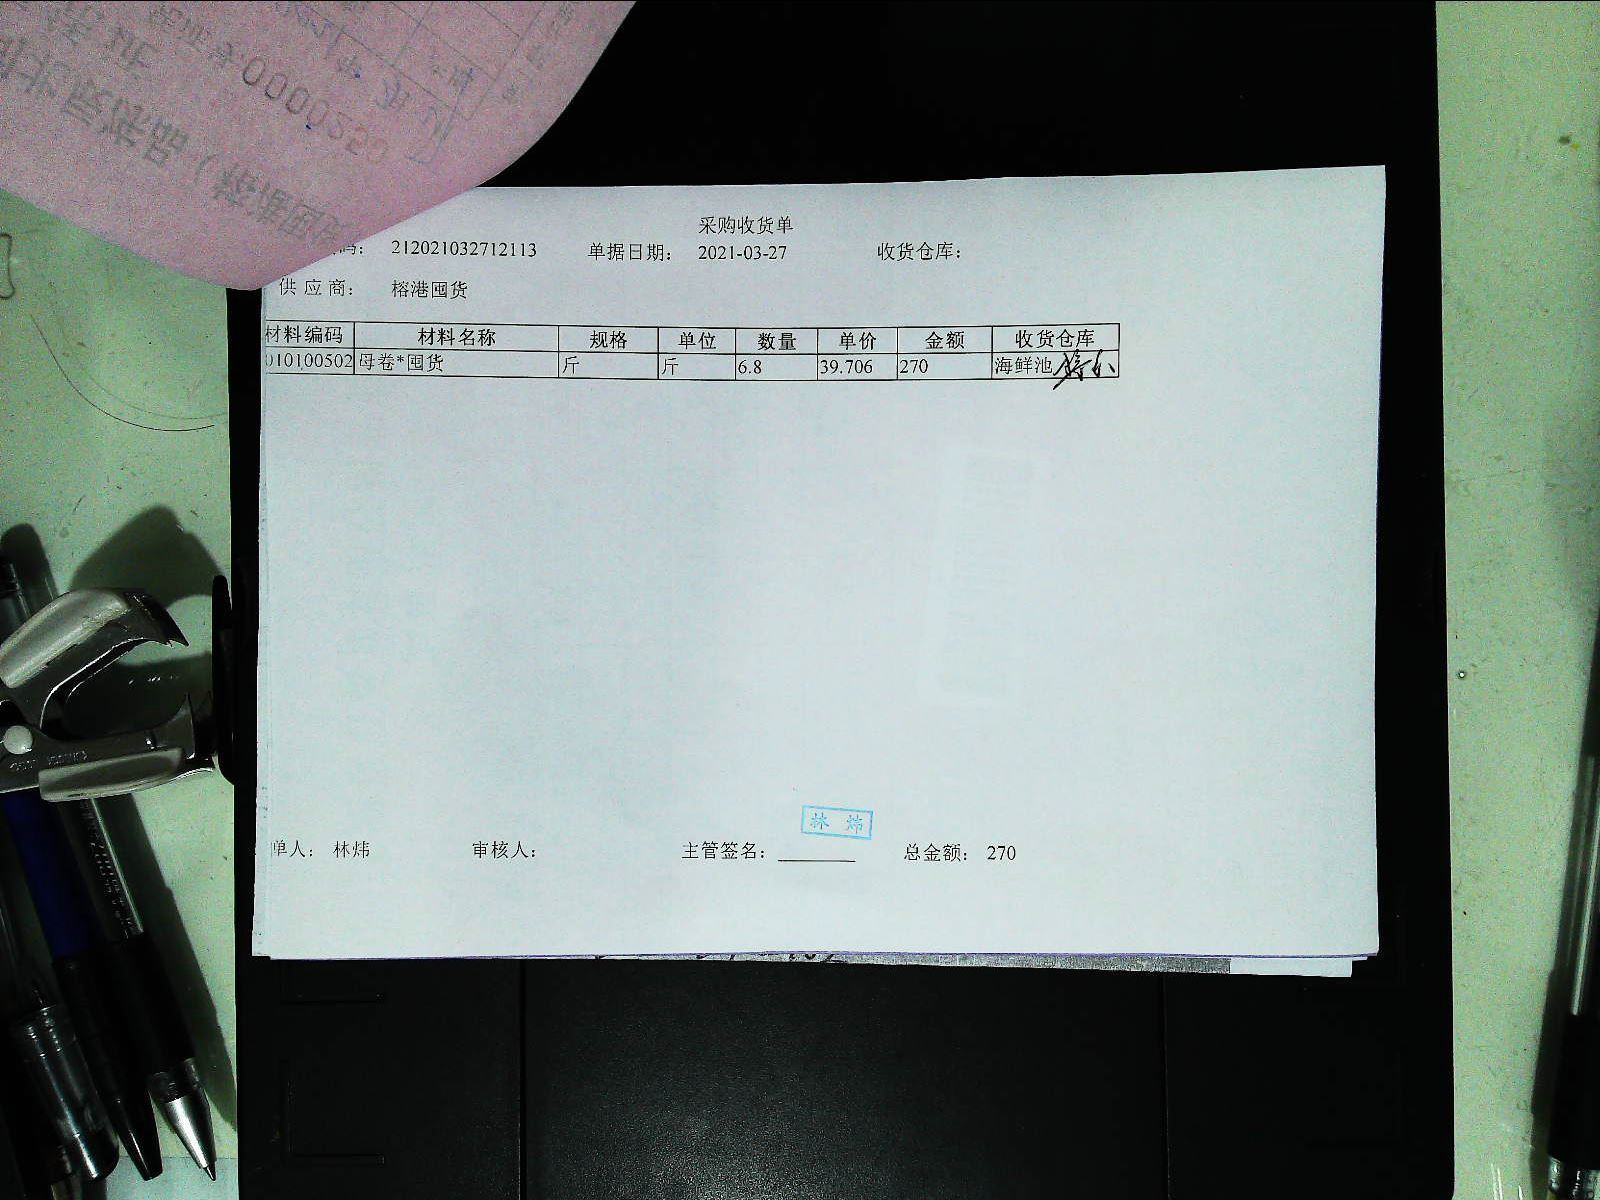 采购收货单
码： 212021032712113 单据日期： 2021-03-27 收货仓库：
供应商： 榕港囤货
材料编码 材料名称 规格 单位 数量 单价 金额 收货仓库
010100502 母卷*囤货 斤 斤 6.8 39.706 270 海鲜池
林炜
单人： 林炜 审核人： 主管签名： 总金额： 270